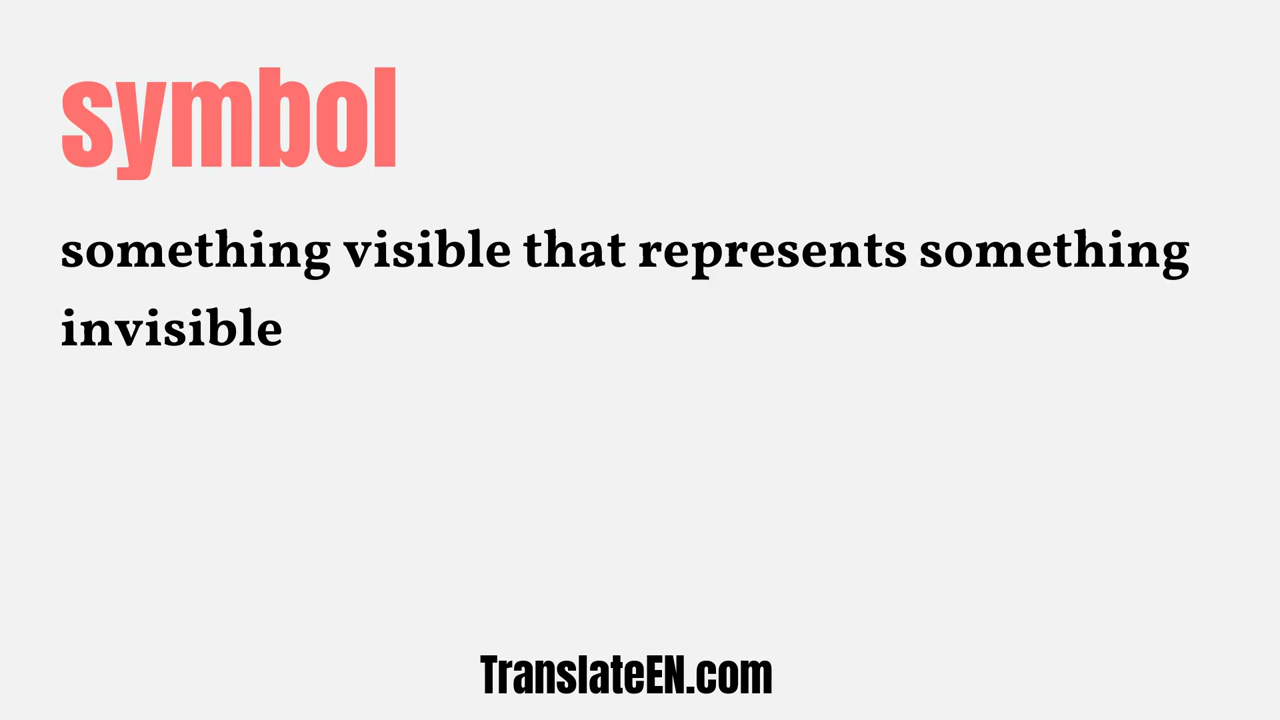 symbol
something visible that represents something
invisible
TranslateEN.com